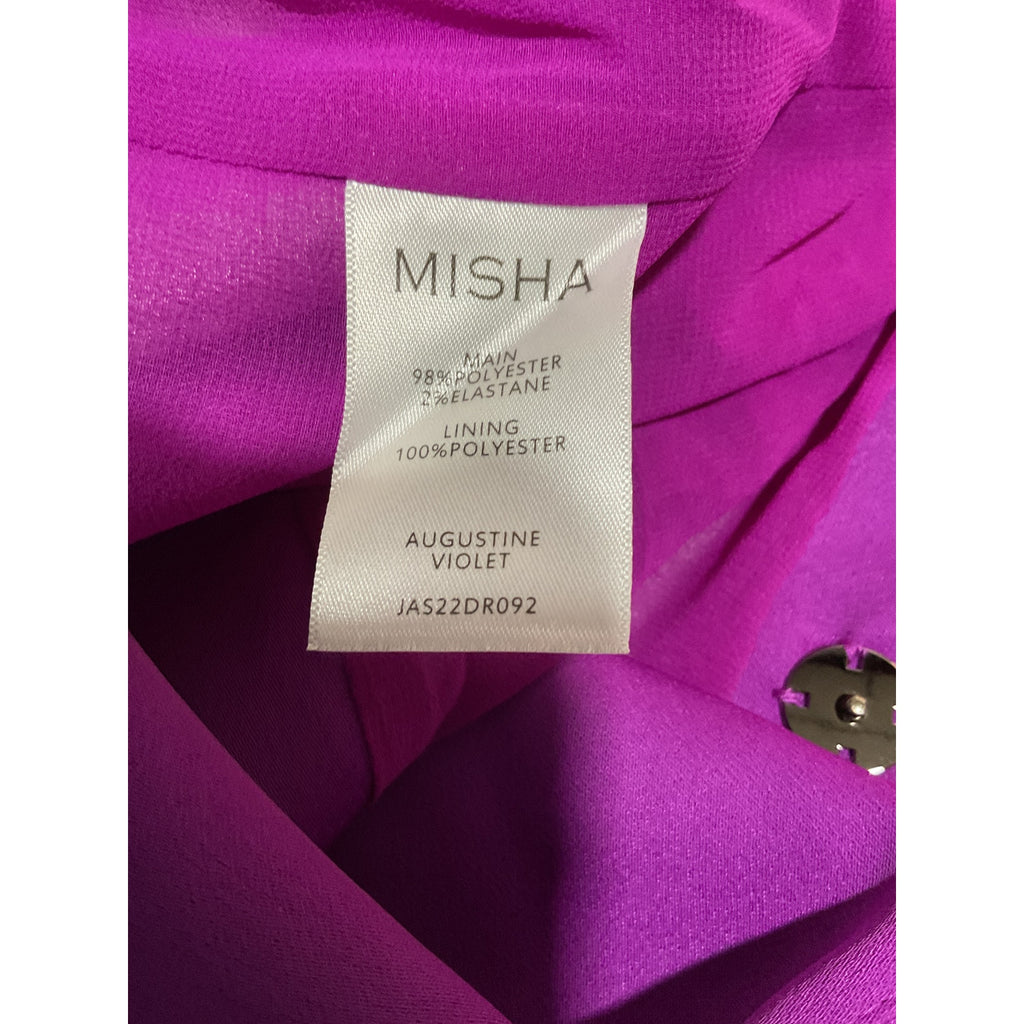 MISHA
MAIN
98%POLYESTER
2%ELASTANE
LINING
100%POLYESTER
AUGUSTINE
VIOLET
JAS22DR092